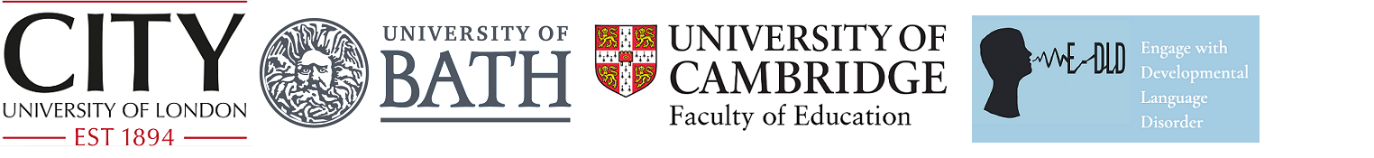 CITY
UNIVERSITY OF LONDON
EST 1894
UNIVERSITY OF
BATH
UNIVERSITY OF
CAMBRIDGE
Faculty of Education
E-DLD
Engage with
Developmental
Language
Disorder